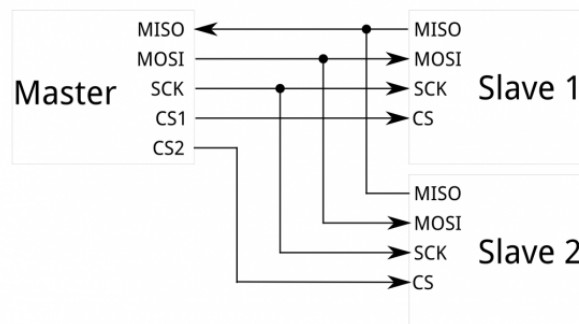 Master
MISO
MOSI
SCK
CS1
CS2
MISO
MOSI
SCK
CS
Slave 1
MISO
MOSI
SCK
CS
Slave 2